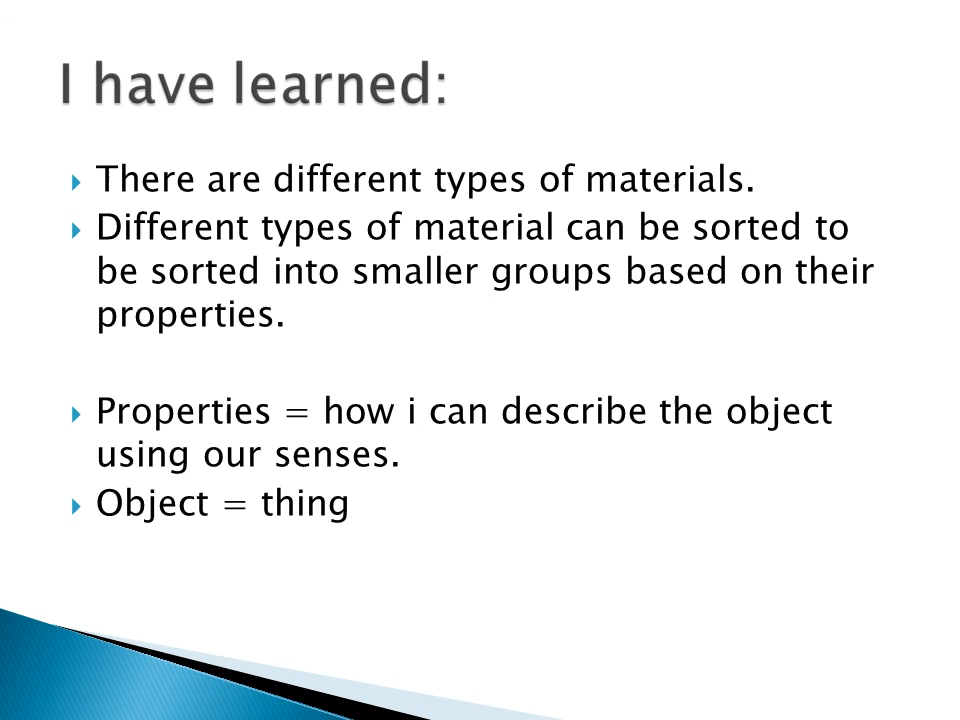 I have learned:
There are different types of materials.
Different types of material can be sorted to
be sorted into smaller groups based on their
properties.
Properties = how i can describe the object
using our senses.
Object = thing